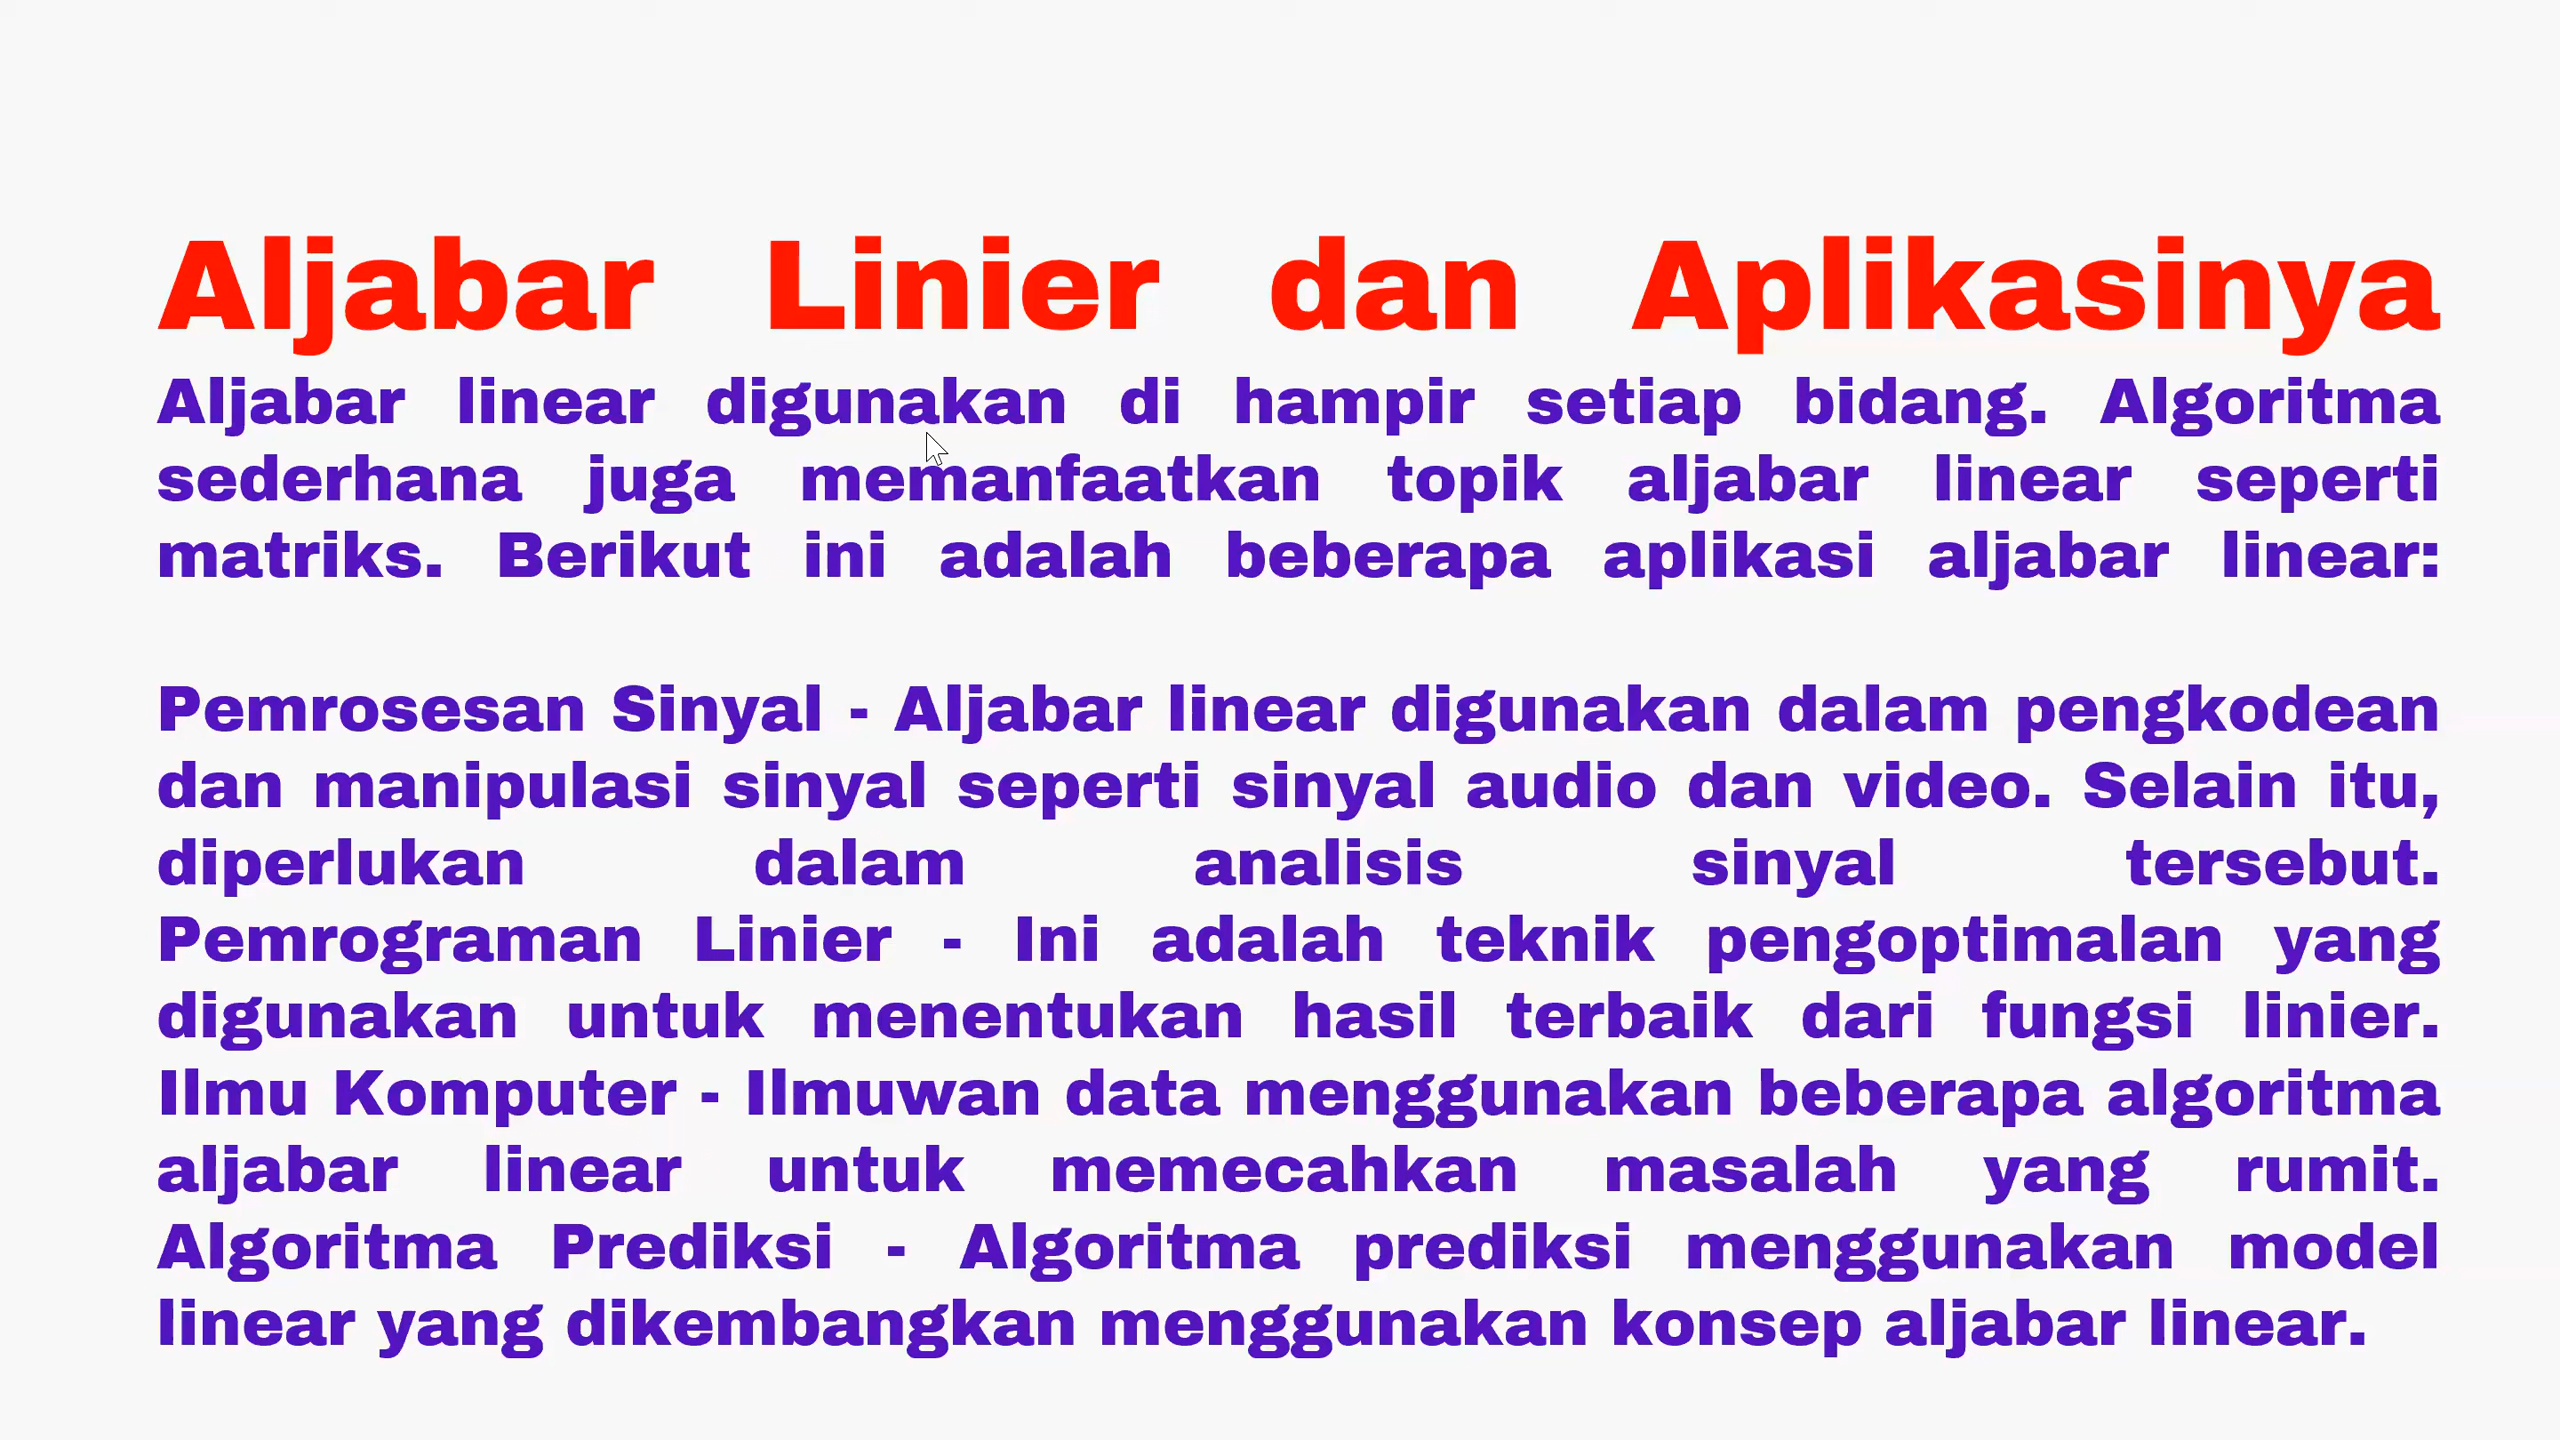 Aljabar Linier dan Aplikasinya
Aljabar linear digunakan di hampir setiap bidang. Algoritma
sederhana juga memanfaatkan topik aljabar linear seperti
matriks. Berikut ini adalah beberapa aplikasi aljabar linear:
Pemrosesan Sinyal - Aljabar linear digunakan dalam pengkodean
dan manipulasi sinyal seperti sinyal audio dan video. Selain itu,
diperlukan dalam analisis sinyal tersebut.
Pemrograman Linier - Ini adalah teknik pengoptimalan yang
digunakan untuk menentukan hasil terbaik dari fungsi linier.
Ilmu Komputer - Ilmuwan data menggunakan beberapa algoritma
aljabar linear untuk memecahkan masalah yang rumit.
Algoritma Prediksi - Algoritma prediksi menggunakan model
linear yang dikembangkan menggunakan konsep aljabar linear.